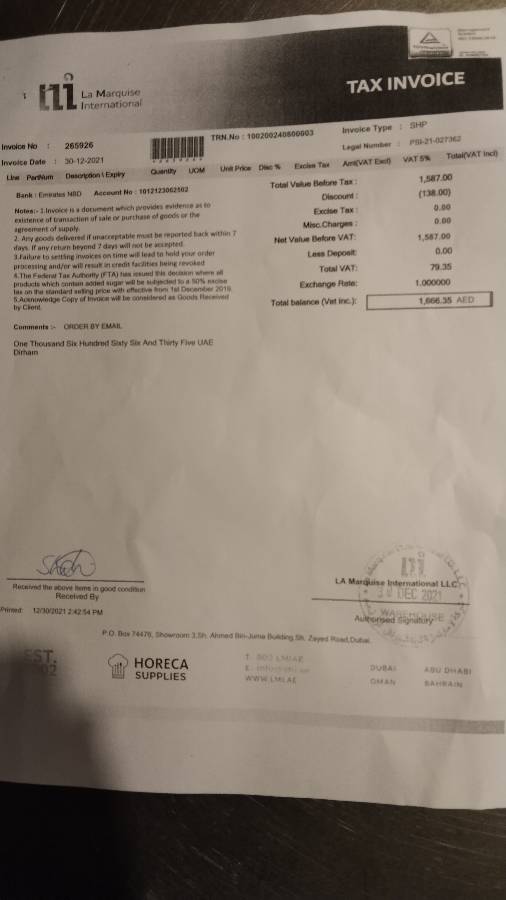 La Marquise
International
TAX INVOICE
Invoice No : 265926
TRN.No : 100200240800003
Invoice Type : SHP
Invoice Date : 30-12-2021
Legal Number : PSI-21-027362
Line PartNum Description / Expiry Quantity UOM Unit Price Disc % Excise Tax Amt(VAT Excl) VAT 5% Total(VAT Incl)
Bank : Emirates NBD Account No : 1012123062502
Notes:- 1.Invoice is a document which provides evidence as to
existence of transaction of sale or purchase of goods or the
agreement of supply.
2. Any goods delivered if unacceptable must be reported back within 7
days. If any return beyond 7 days will not be accepted.
3.Failure to settling invoices on time will lead to hold your order
processing and/or will result in credit facilities being revoked
4.The Federal Tax Authority (FTA) has issued this decision where all
products which contain added sugar will be subjected to a 50% excise
tax on the standard selling price with effective from 1st December 2019.
5.Acknowledge Copy of Invoice will be considered as Goods Received
by Client.
Total Value Before Tax : 1,587.00
Discount : (138.00)
Excise Tax : 0.00
Misc.Charges : 0.00
Net Value Before VAT: 1,587.00
Less Deposit: 0.00
Total VAT: 79.35
Exchange Rate: 1.000000
Total balance (Vat Inc.): 1,666.35 AED
Comments :- ORDER BY EMAIL
One Thousand Six Hundred Sixty Six And Thirty Five UAE
Dirham
Received the above items in good condition
Received By
LA Marquise International LLC
30 DEC 2021
WAREHOUSE
Authorised Signatury
Printed: 12/30/2021 2:42:54 PM
P.O. Box 74476, Showroom 3,Sh. Ahmed Bin-Juma Building,Sh. Zayed Road,Dubai.
EST.
HORECA
SUPPLIES
T. 800 LMI AE
WWW.LMI.AE
DUBAI ABU DHABI
OMAN BAHRAIN